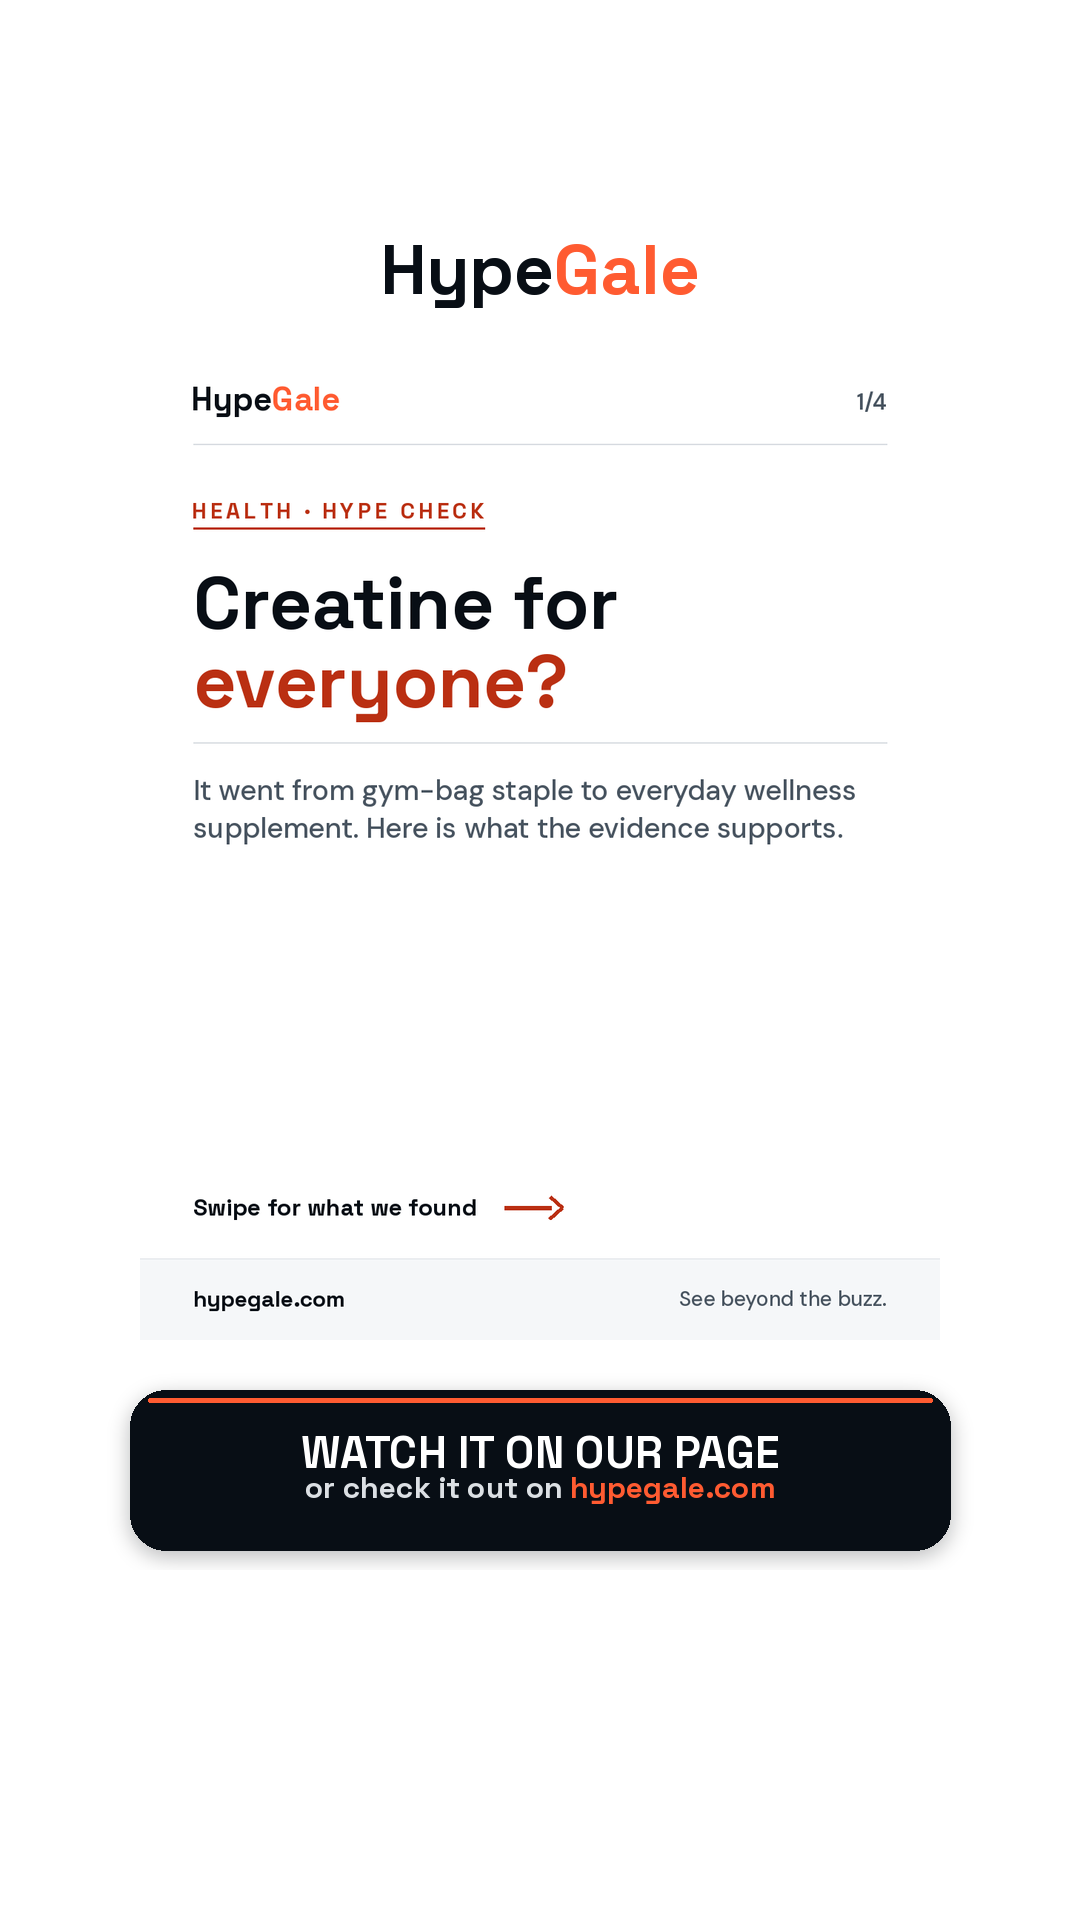 HypeGale
HypeGale
1/4
HEALTH · HYPE CHECK
Creatine for
everyone?
It went from gym-bag staple to everyday wellness
supplement. Here is what the evidence supports.
Swipe for what we found
hypegale.com
See beyond the buzz.
WATCH IT ON OUR PAGE
or check it out on hypegale.com